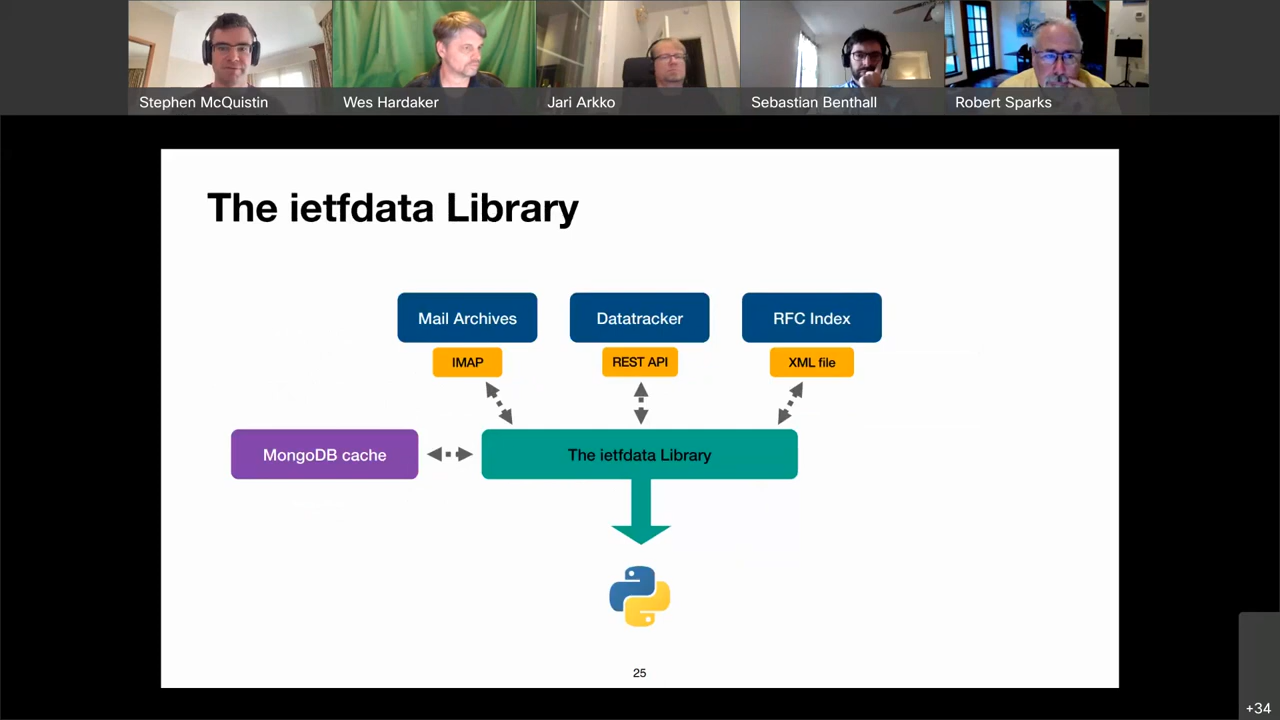 Stephen McQuistin
Wes Hardaker
Jari Arkko
Sebastian Benthall
Robert Sparks
The ietfdata Library
Mail Archives
Datatracker
RFC Index
IMAP
REST API
XML file
MongoDB cache
The ietfdata Library
25
+34